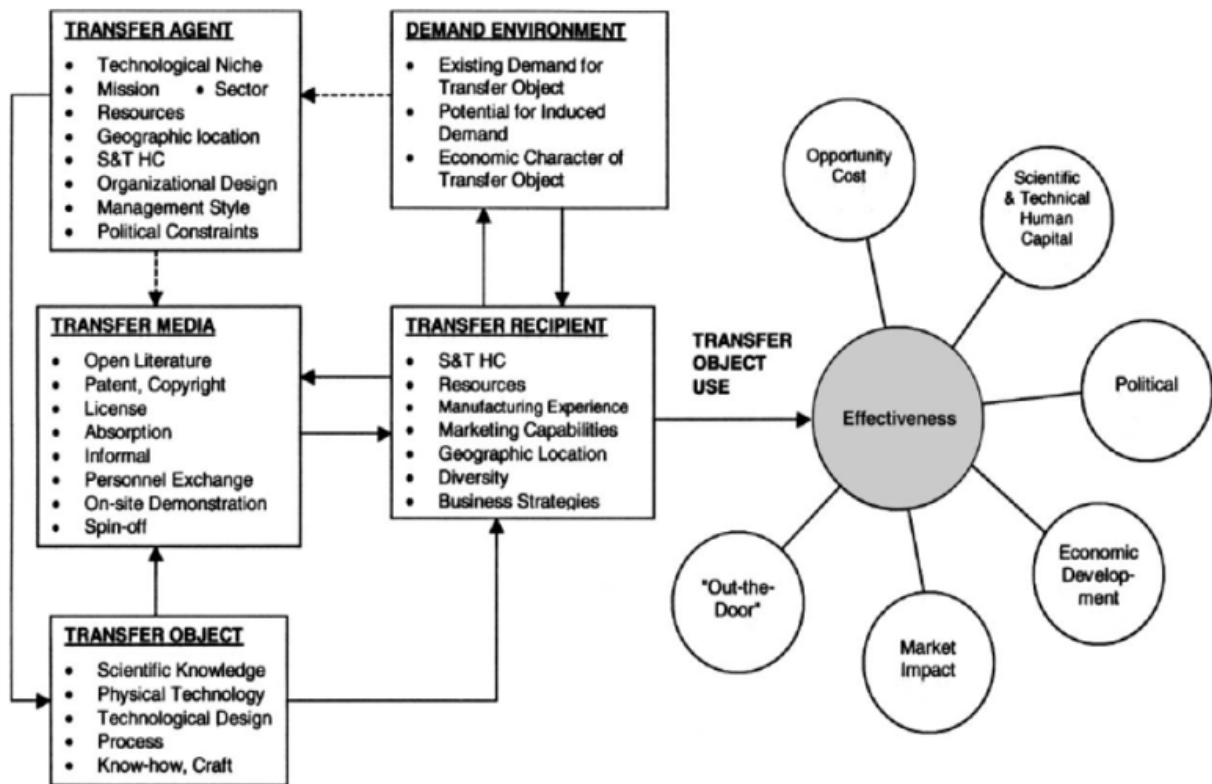 TRANSFER AGENT
• Technological Niche
• Mission • Sector
• Resources
• Geographic location
• S&T HC
• Organizational Design
• Management Style
• Political Constraints
DEMAND ENVIRONMENT
• Existing Demand for
Transfer Object
• Potential for Induced
Demand
• Economic Character of
Transfer Object
TRANSFER MEDIA
• Open Literature
• Patent, Copyright
• License
• Absorption
• Informal
• Personnel Exchange
• On-site Demonstration
• Spin-off
TRANSFER RECIPIENT
• S&T HC
• Resources
• Manufacturing Experience
• Marketing Capabilities
• Geographic Location
• Diversity
• Business Strategies
TRANSFER OBJECT
• Scientific Knowledge
• Physical Technology
• Technological Design
• Process
• Know-how, Craft
TRANSFER
OBJECT
USE
Effectiveness
Opportunity
Cost
Scientific
& Technical
Human
Capital
Political
Economic
Develop-
ment
Market
Impact
"Out-the-
Door"